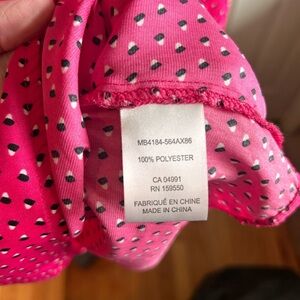 MB4184-564AX86
100% POLYESTER
CA 04991
RN 159550
FABRIQUÉ EN CHINE
MADE IN CHINA